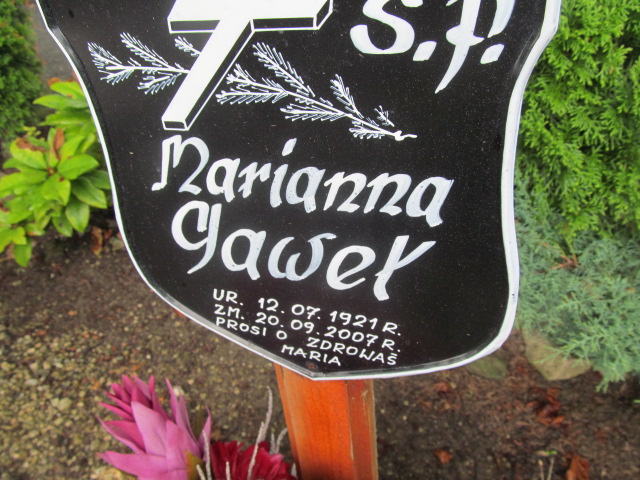 Ś.P.
Marianna
Gaweł
UR. 12.07.1921 R.
ZM. 20.09.2007 R.
PROSI O ZDROWAŚ
MARIA